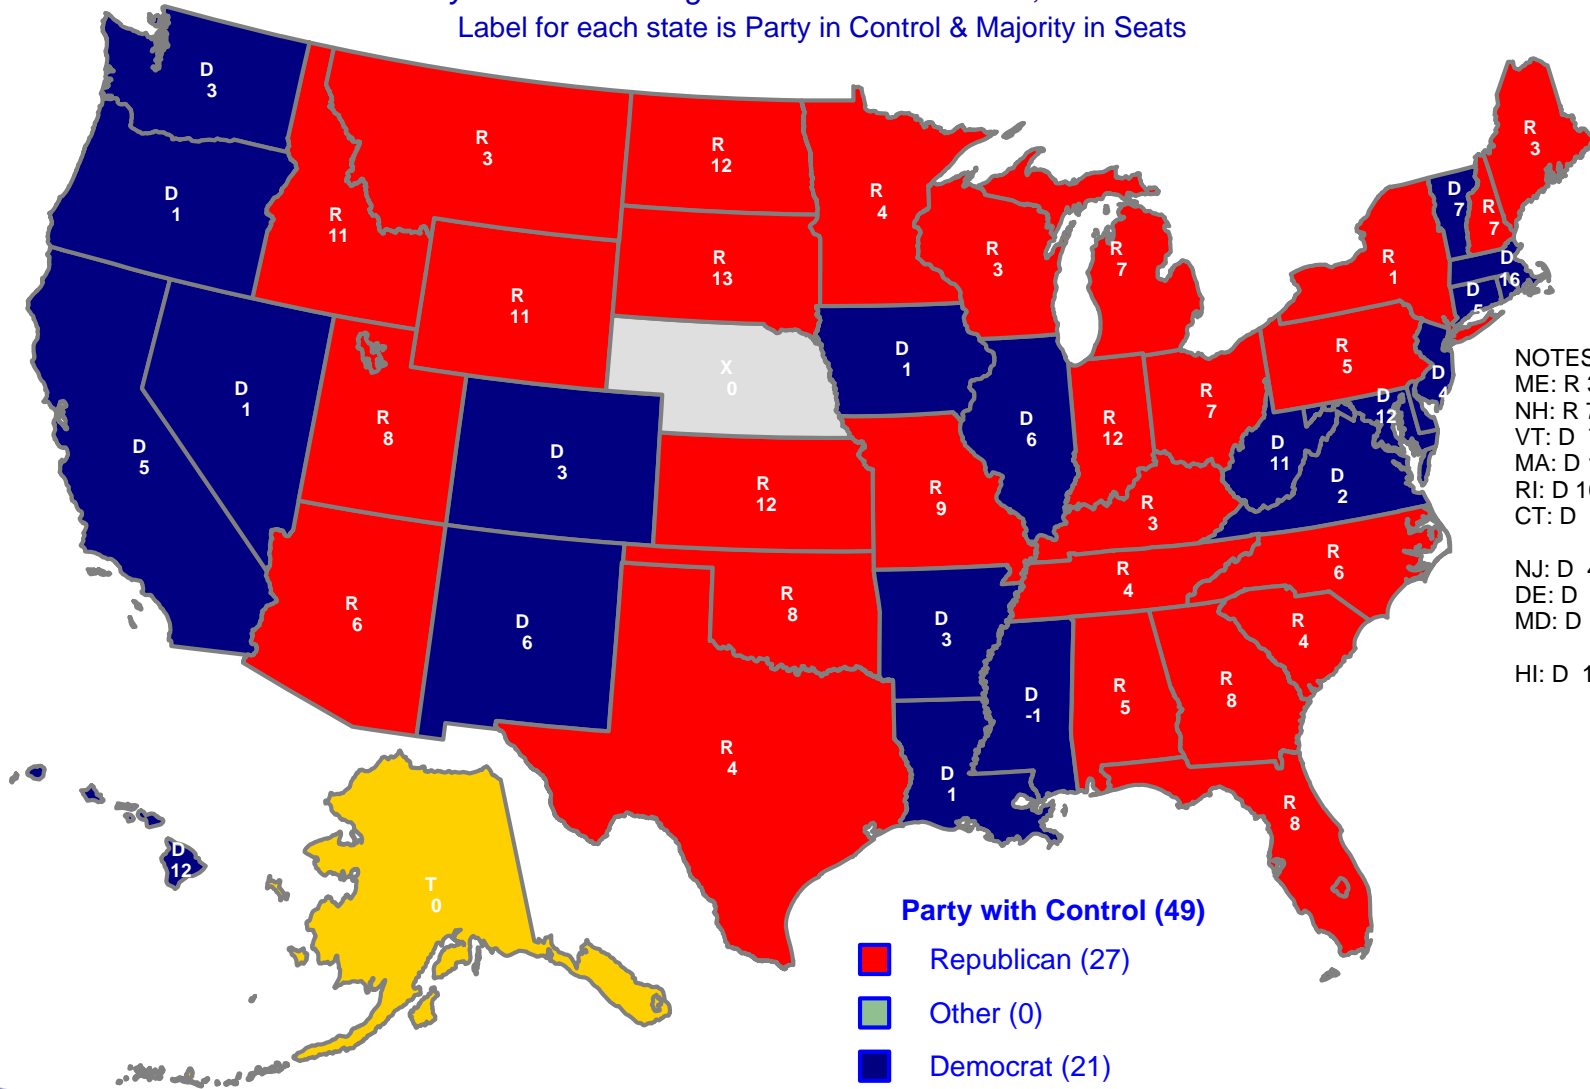 Label for each state is Party in Control & Majority in Seats
D
3
R
3
R
12
R
4
R
3
D
1
R
11
R
13
R
3
R
7
D
7
R
7
R
11
R
1
D
16
D
5
D
1
R
8
D
5
X
0
D
1
D
6
R
12
R
7
R
5
D
4
D
12
D
3
R
12
R
9
D
11
D
2
R
3
R
6
D
6
R
8
D
3
R
4
R
6
R
4
D
-1
R
5
R
8
R
4
D
1
R
8
D
12
T
0
NOTES
ME: R 3
NH: R 7
VT: D
MA: D
RI: D
CT: D
NJ: D 4
DE: D
MD: D
HI: D
Party with Control (49)
Republican (27)
Other (0)
Democrat (21)